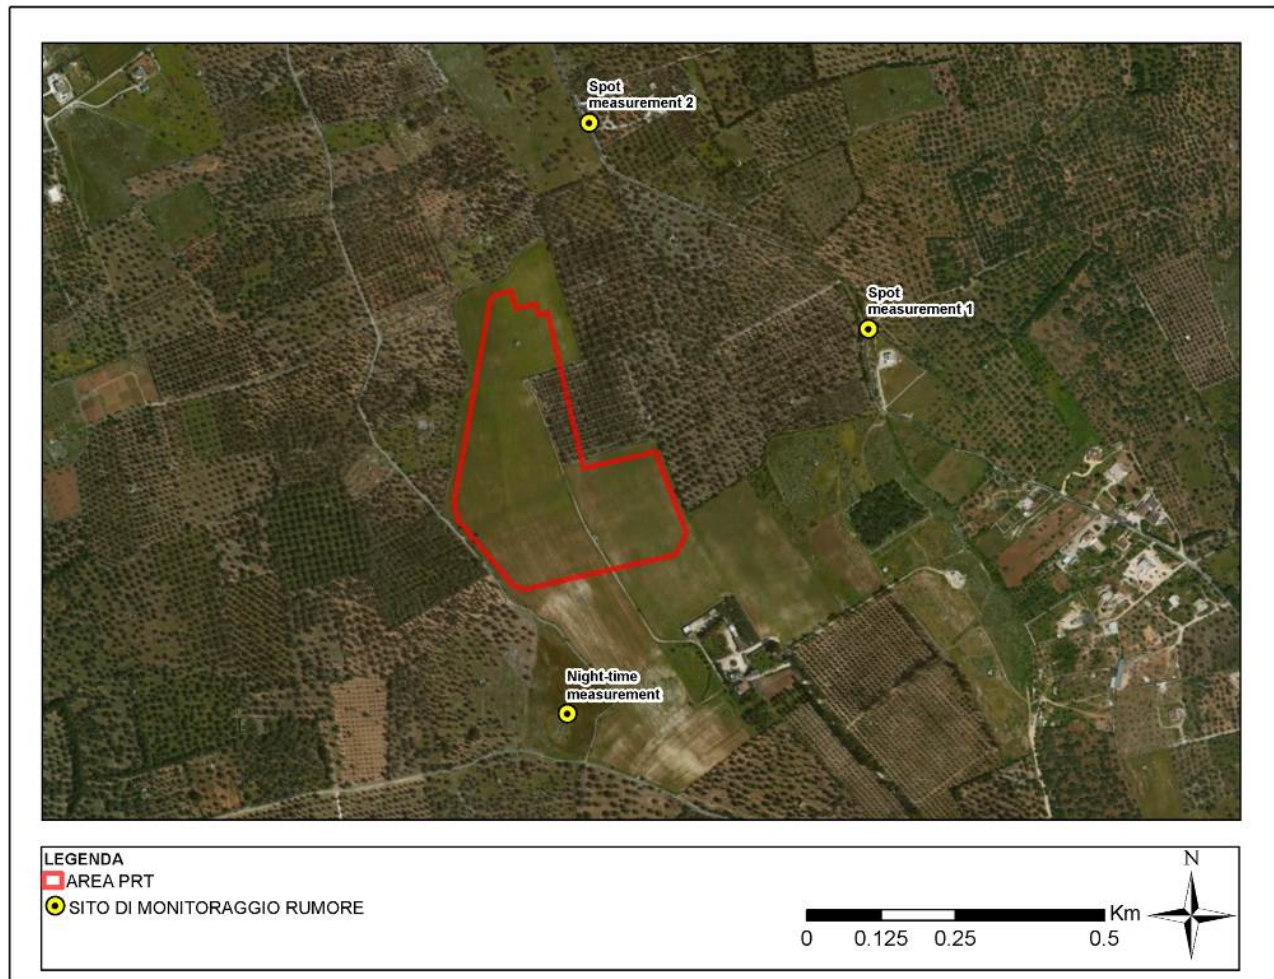 Spot
measurement 2
Spot
measurement 1
Night-time
measurement
LEGENDA
AREA PRT
SITO DI MONITORAGGIO RUMORE
N
Km
0 0.125 0.25 0.5